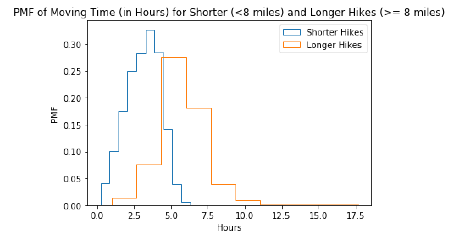 PMF of Moving Time (in Hours) for Shorter (<8 miles) and Longer Hikes (>= 8 miles)
Shorter Hikes
Longer Hikes
0.30
0.25
0.20
0.15
0.10
0.05
0.00
PMF
0.0 2.5 5.0 7.5 10.0 12.5 15.0 17.5
Hours